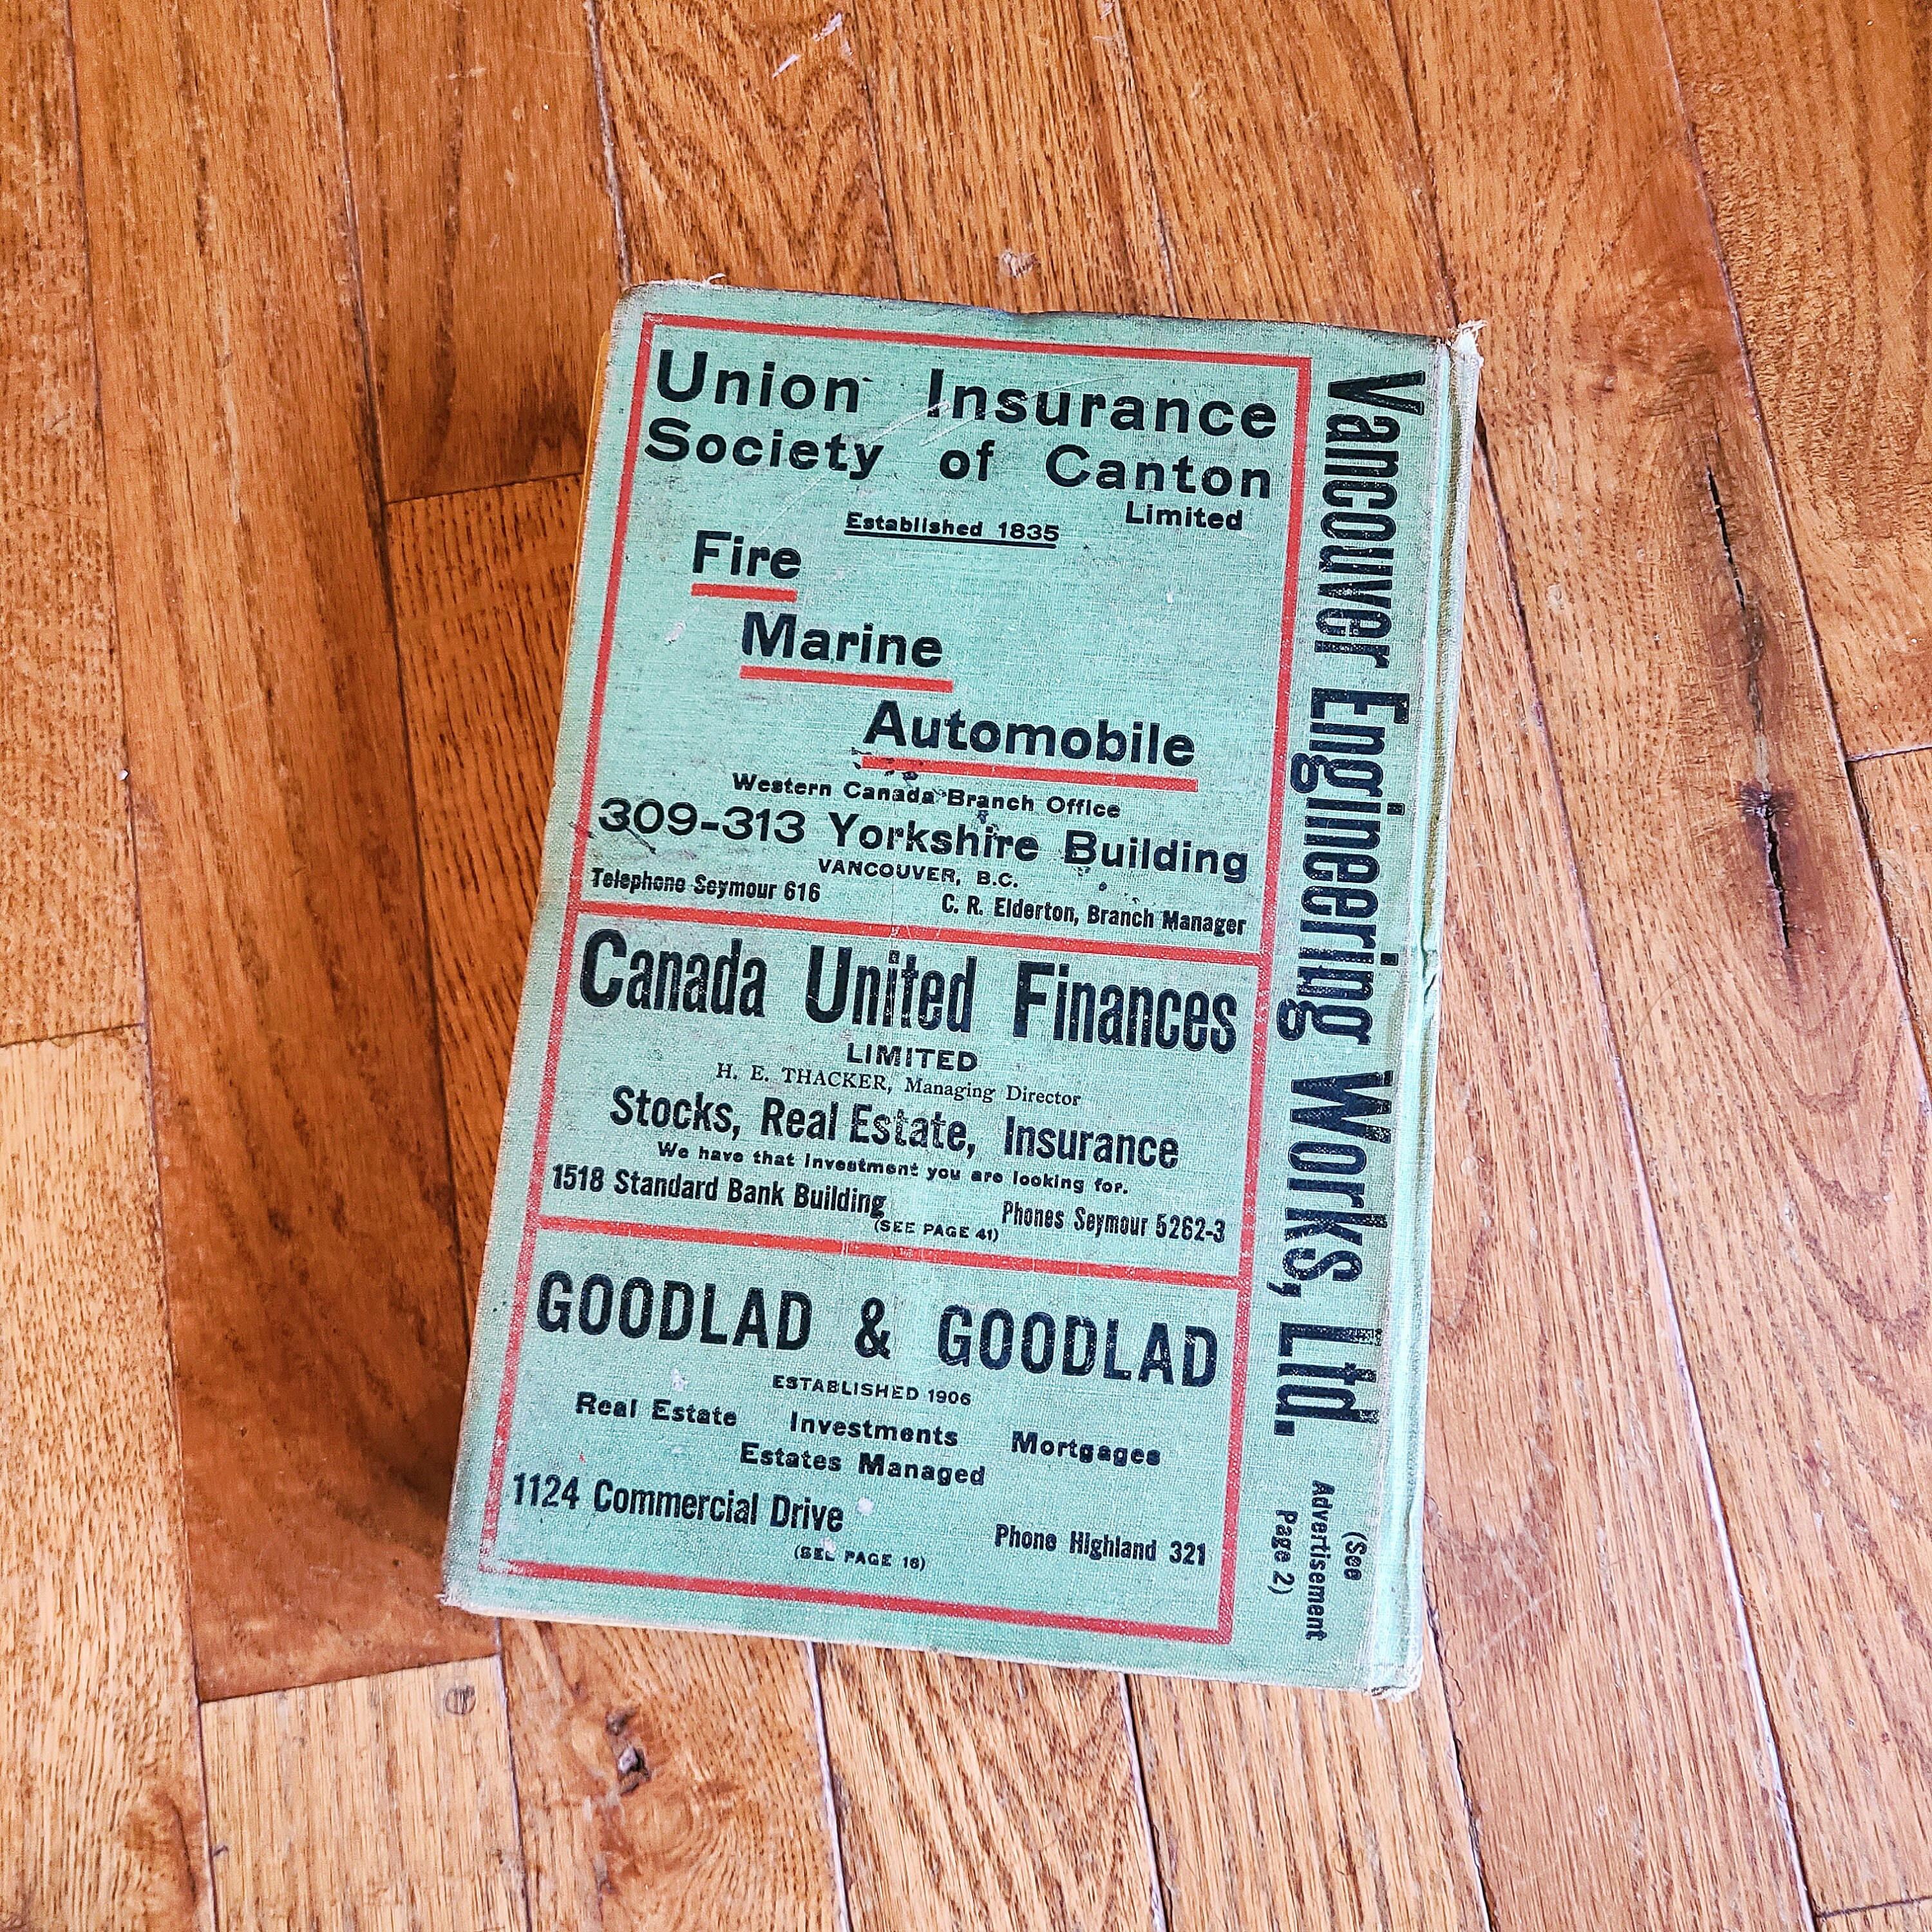 Union Insurance
Society of Canton
Limited
Established 1835
Fire
Marine
Automobile
Western Canada Branch Office
309-313 Yorkshire Building
VANCOUVER, B.C.
Telephone Seymour 616
C. R. Elderton, Branch Manager
Canada United Finances
LIMITED
H. E. THACKER, Managing Director
Stocks, Real Estate, Insurance
We have that investment you are looking for.
1518 Standard Bank Building
Phones Seymour 5262-3
(SEE PAGE 41)
GOODLAD & GOODLAD
ESTABLISHED 1906
Real Estate Investments Mortgages
Estates Managed
1124 Commercial Drive
Phone Highland 321
(SEE PAGE 16)
Vancouver Engineering Works, Ltd.
(See
Advertisement
Page 2)